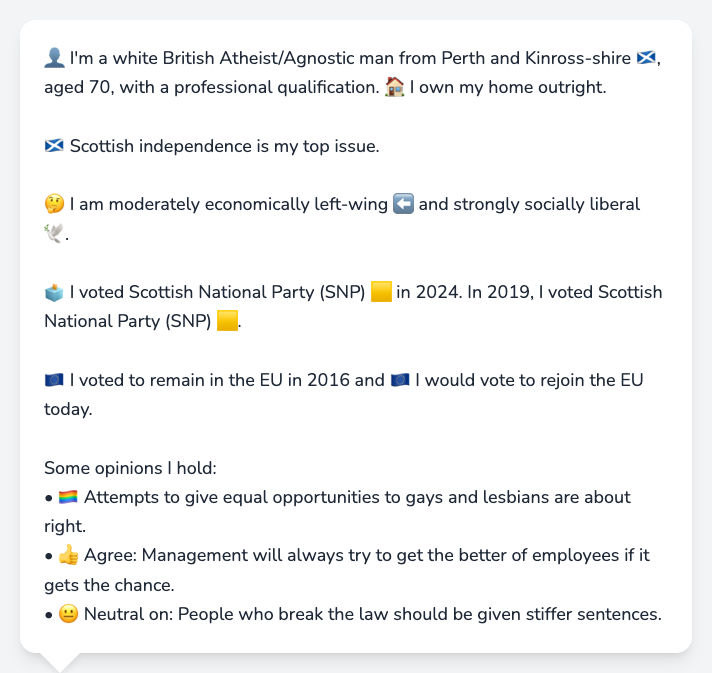 👤 I'm a white British Atheist/Agnostic man from Perth and Kinross-shire 🏴󠁧󠁢󠁳󠁣󠁴󠁿,
aged 70, with a professional qualification. 🏠 I own my home outright.
🏴󠁧󠁢󠁳󠁣󠁴󠁿 Scottish independence is my top issue.
🤔 I am moderately economically left-wing ⬅️ and strongly socially liberal
🕊️.
🗳️ I voted Scottish National Party (SNP) 🟨 in 2024. In 2019, I voted Scottish
National Party (SNP) 🟨.
🇪🇺 I voted to remain in the EU in 2016 and 🇪🇺 I would vote to rejoin the EU
today.
Some opinions I hold:
• 🏳️‍🌈 Attempts to give equal opportunities to gays and lesbians are about
right.
• 👍 Agree: Management will always try to get the better of employees if it
gets the chance.
• 😐 Neutral on: People who break the law should be given stiffer sentences.